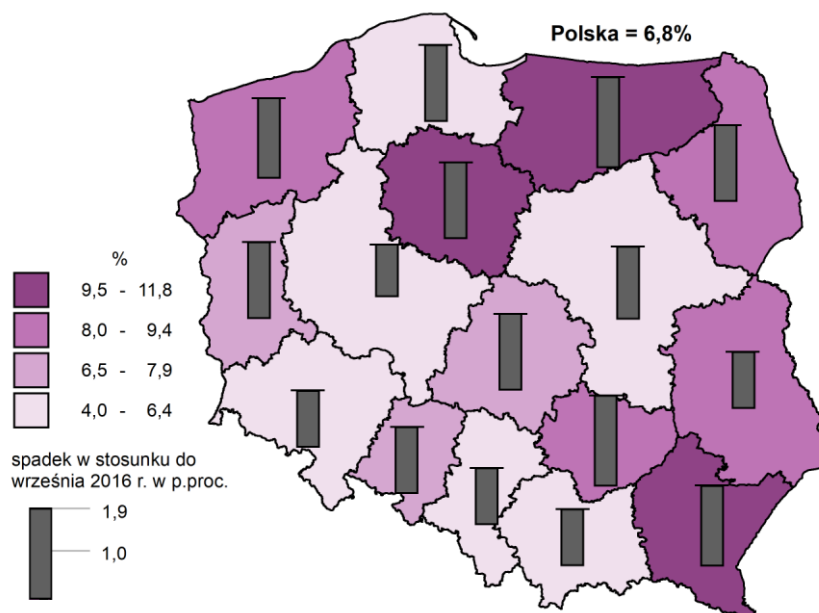 Polska = 6,8%
%
9,5 - 11,8
8,0 - 9,4
6,5 - 7,9
4,0 - 6,4
spadek w stosunku do
września 2016 r. w p.proc.
1,9
1,0